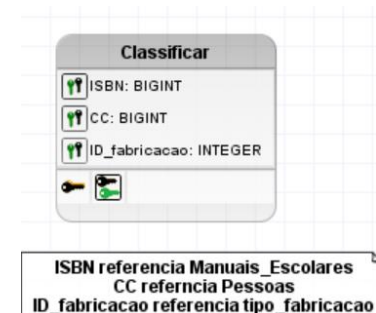 Classificar
ISBN: BIGINT
CC: BIGINT
ID_fabricacao: INTEGER
ISBN referencia Manuais_Escolares
CC referncia Pessoas
ID_fabricacao referencia tipo_fabricacao